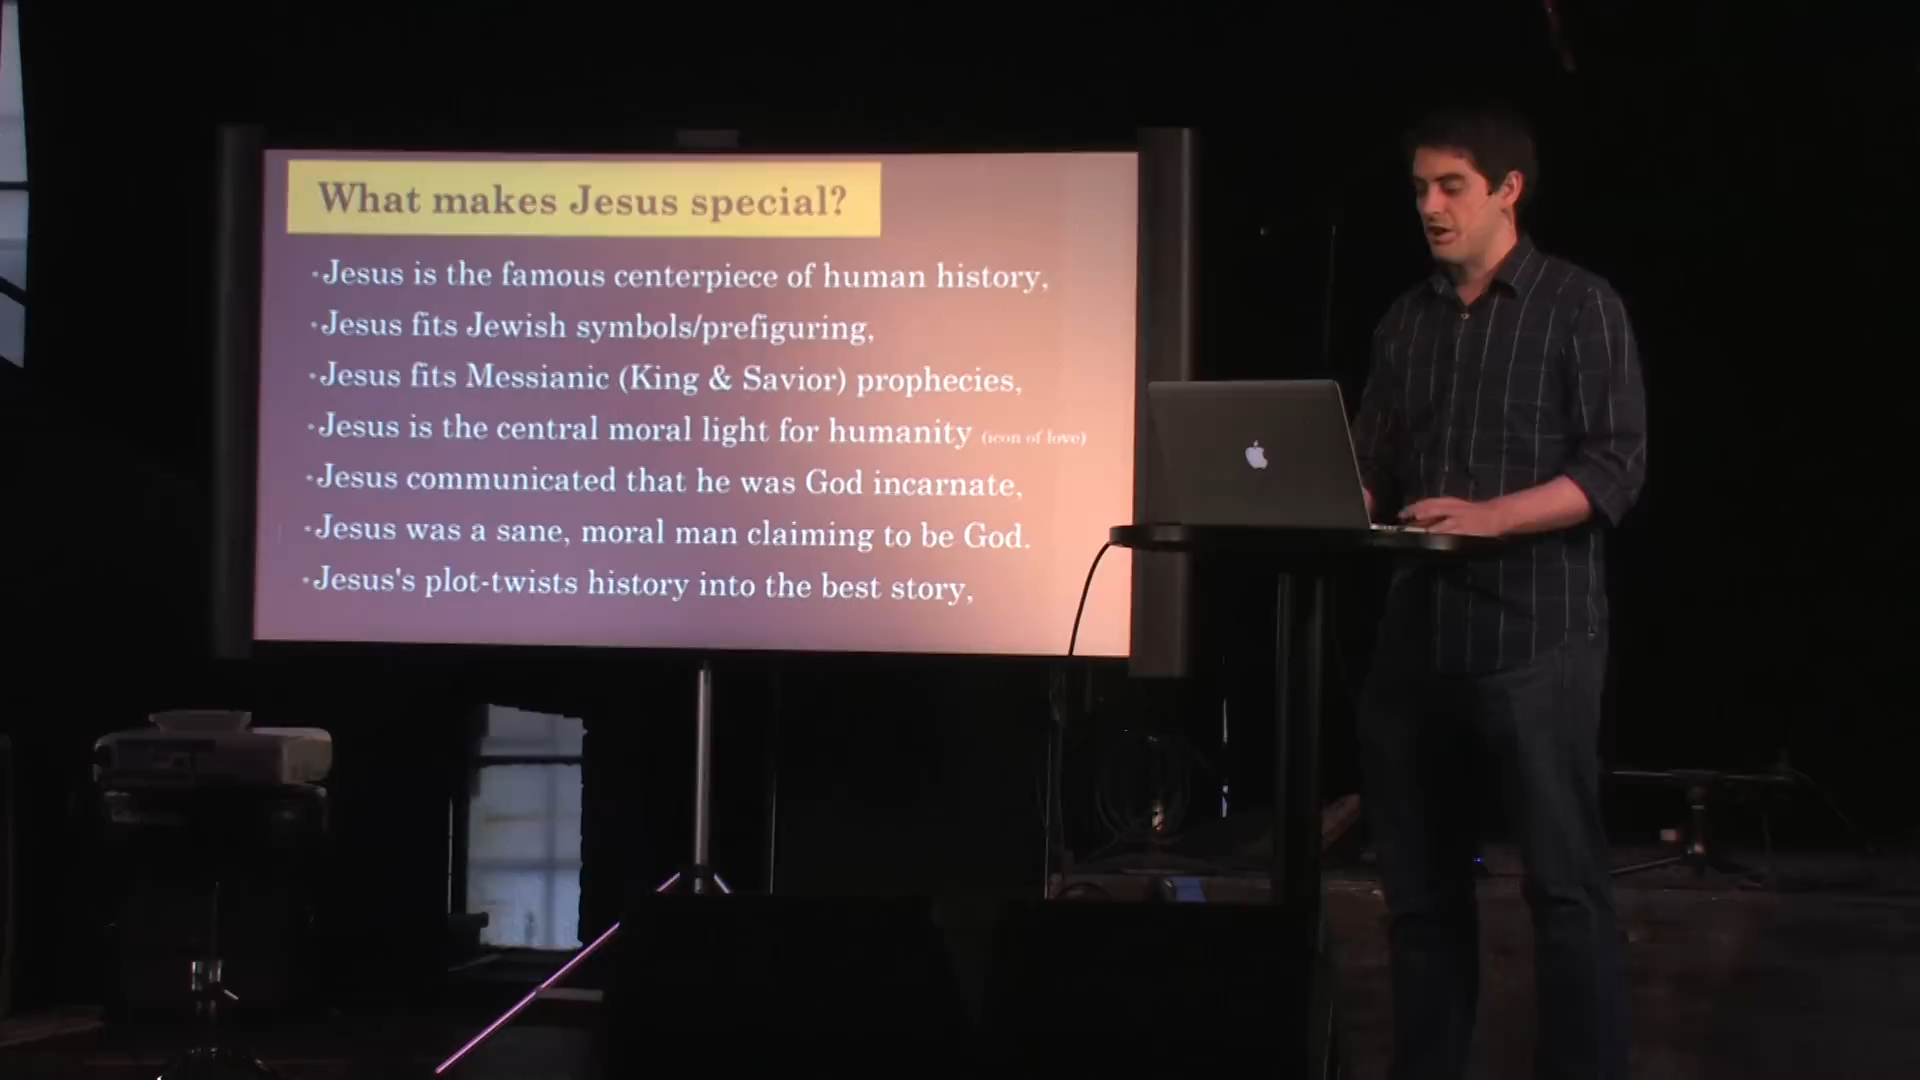 What makes Jesus special?
·Jesus is the famous centerpiece of human history,
·Jesus fits Jewish symbols/prefiguring,
·Jesus fits Messianic (King & Savior) prophecies,
·Jesus is the central moral light for humanity (icon of love)
·Jesus communicated that he was God incarnate,
·Jesus was a sane, moral man claiming to be God.
·Jesus's plot-twists history into the best story,